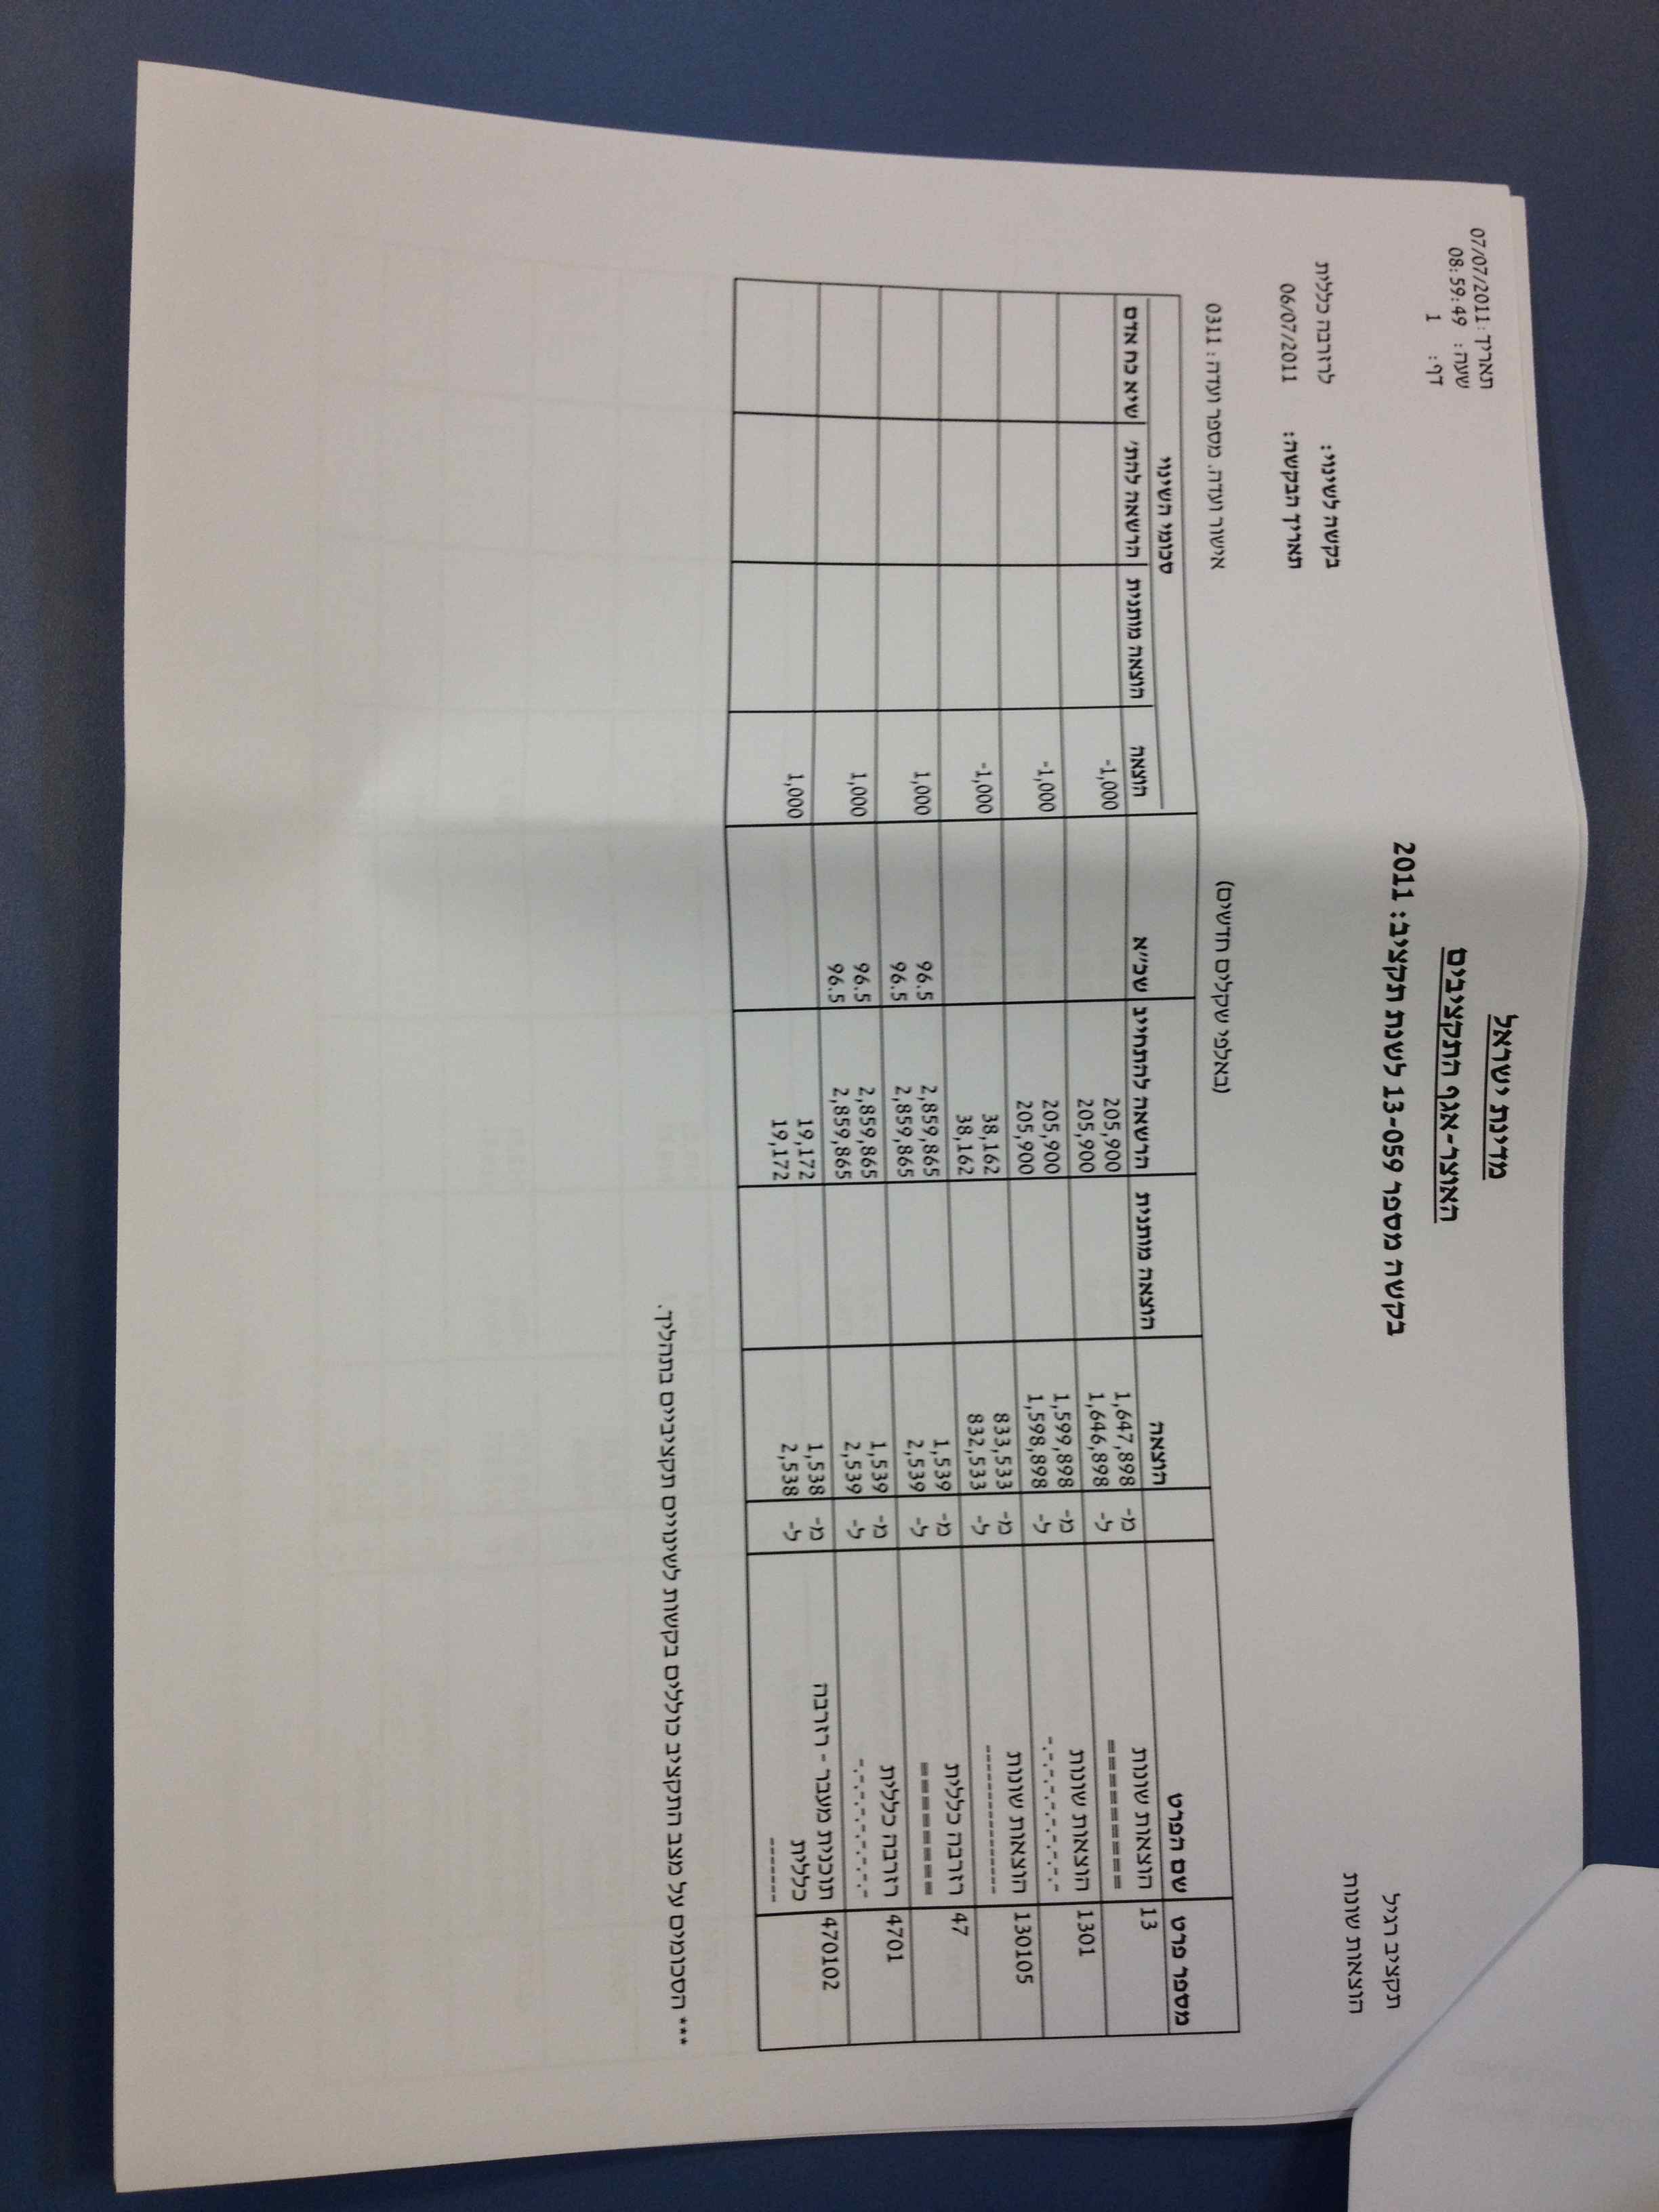 מדינת ישראל
האוצר-אגף התקציבים
בקשה מספר 13-059 לשנת תקציב: 2011
תאריך: 07/07/2011
שעה: 08:59:49
דף: 1
תקציב רגיל
הוצאות שונות
בקשה לשינוי: לרזרבה כללית
תאריך הבקשה: 06/07/2011
אישור ועדה. מספר ועדה: 0311
(באלפי שקלים חדשים)
סכומי השינוי
מספר פרט שם הפרט הוצאה הוצאה מותנית הרשאה להתחייב שכ"א הוצאה הוצאה מותנית הרשאה להתי שיא כח אדם
13 הוצאות שונות מ- 1,647,898 205,900 -1,000
======== ל- 1,646,898 205,900
1301 הוצאות שונות מ- 1,599,898 205,900 -1,000
-.-.-.-.-.-.-.- ל- 1,598,898 205,900
130105 הוצאות שונות מ- 833,533 38,162 -1,000
------------ ל- 832,533 38,162
47 רזרבה כללית מ- 1,539 2,859,865 96.5 1,000
======= ל- 2,539 2,859,865 96.5
4701 רזרבה כללית מ- 1,539 2,859,865 96.5 1,000
-.-.-.-.-.-.-.- ל- 2,539 2,859,865 96.5
470102 תוכנית מעבר - רזרבה מ- 1,538 19,172 1,000
כללית ל- 2,538 19,172
------
*** הסכומים על מצב התקציב כוללים בקשות לשינויים תקציביים בתהליך.